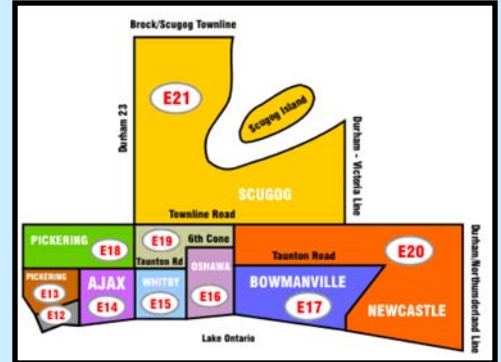 Brock/Scugog Townline
E21
Durham 23
Scugog Island
Durham - Victoria Line
SCUGOG
Townline Road
PICKERING
E18
E19
6th Conc
Taunton Rd
OSHAWA
Taunton Road
E20
Durham/Northumderland Line
PICKERING
E13
E12
AJAX
E14
WHITBY
E15
E16
BOWMANVILLE
E17
NEWCASTLE
Lake Ontario